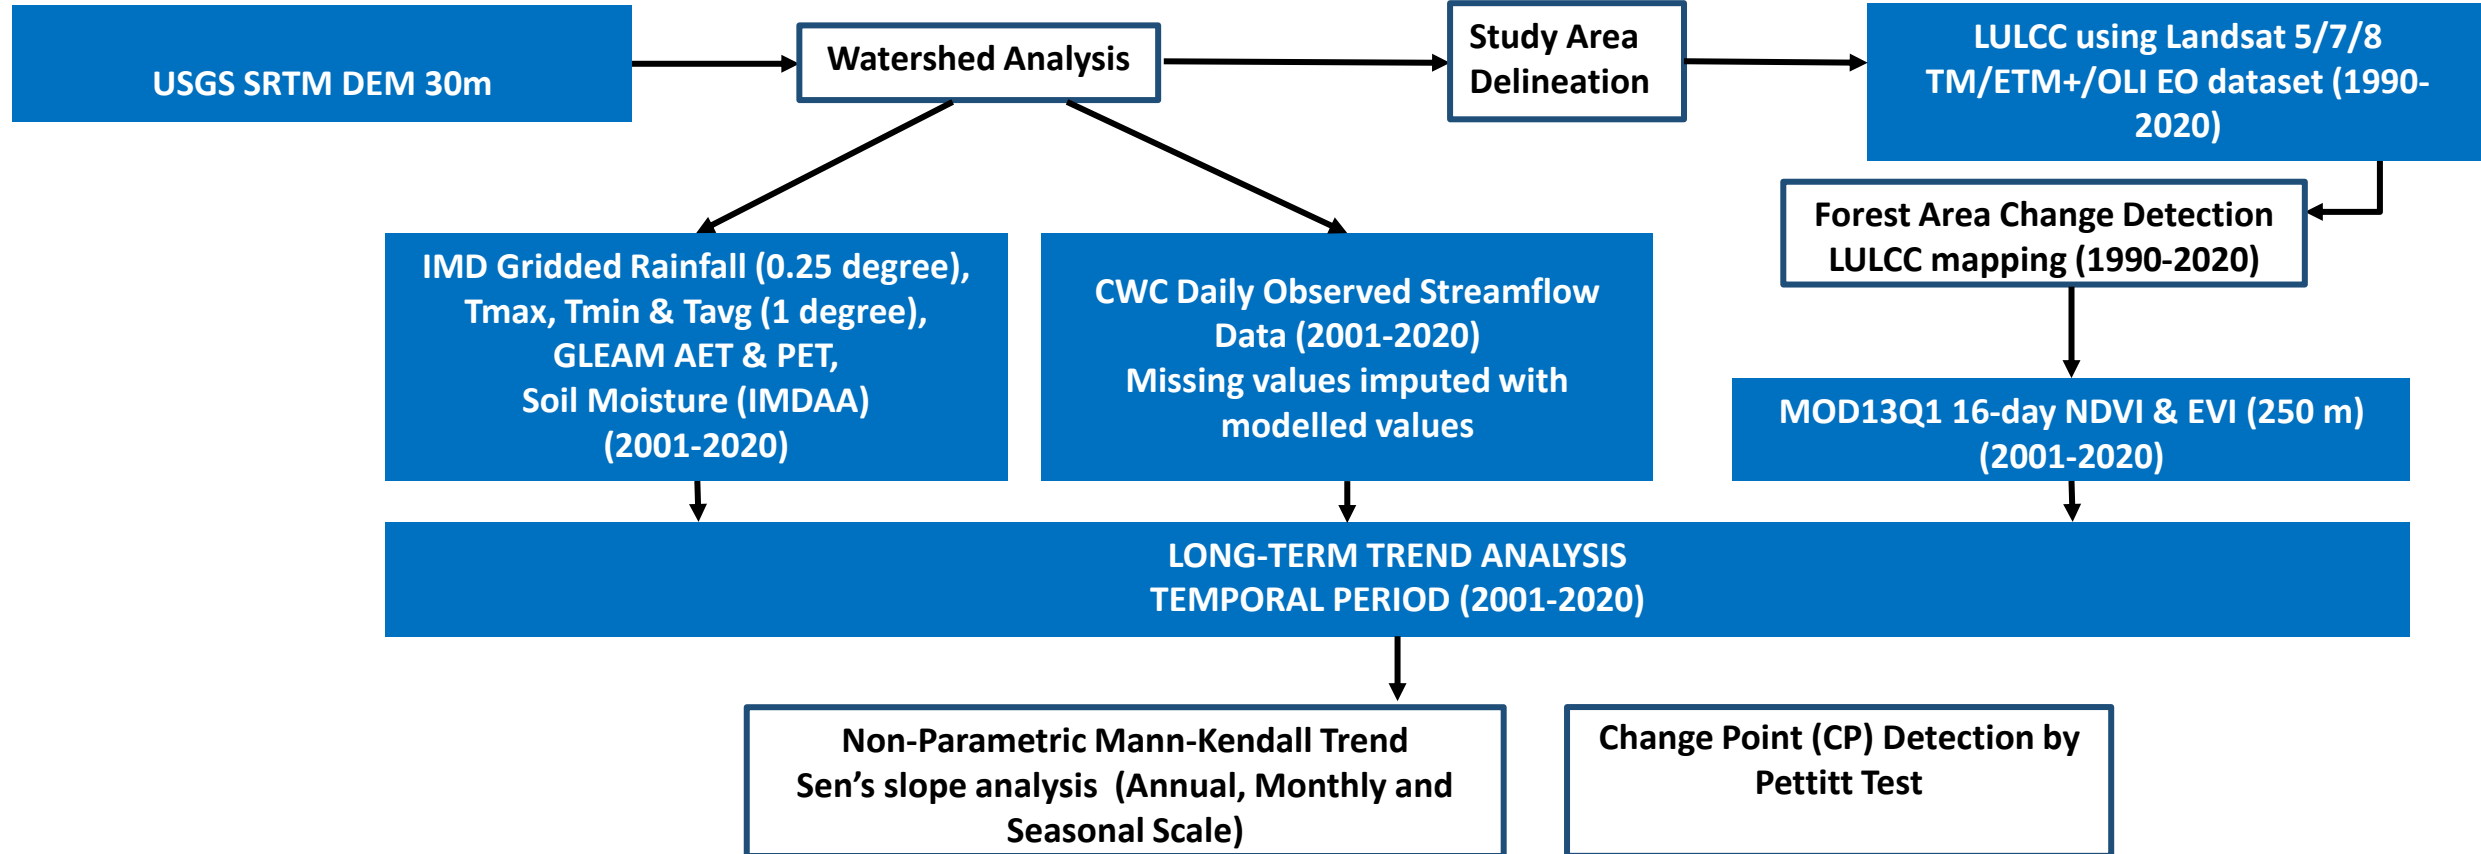 USGS SRTM DEM 30m
Watershed Analysis
Study Area
Delineation
LULCC using Landsat 5/7/8
TM/ETM+/OLI EO dataset (1990-
2020)
Forest Area Change Detection
LULCC mapping (1990-2020)
IMD Gridded Rainfall (0.25 degree),
Tmax, Tmin & Tavg (1 degree),
GLEAM AET & PET,
Soil Moisture (IMDAA)
(2001-2020)
CWC Daily Observed Streamflow
Data (2001-2020)
Missing values imputed with
modelled values
MOD13Q1 16-day NDVI & EVI (250 m)
(2001-2020)
LONG-TERM TREND ANALYSIS
TEMPORAL PERIOD (2001-2020)
Non-Parametric Mann-Kendall Trend
Sen’s slope analysis (Annual, Monthly and
Seasonal Scale)
Change Point (CP) Detection by
Pettitt Test